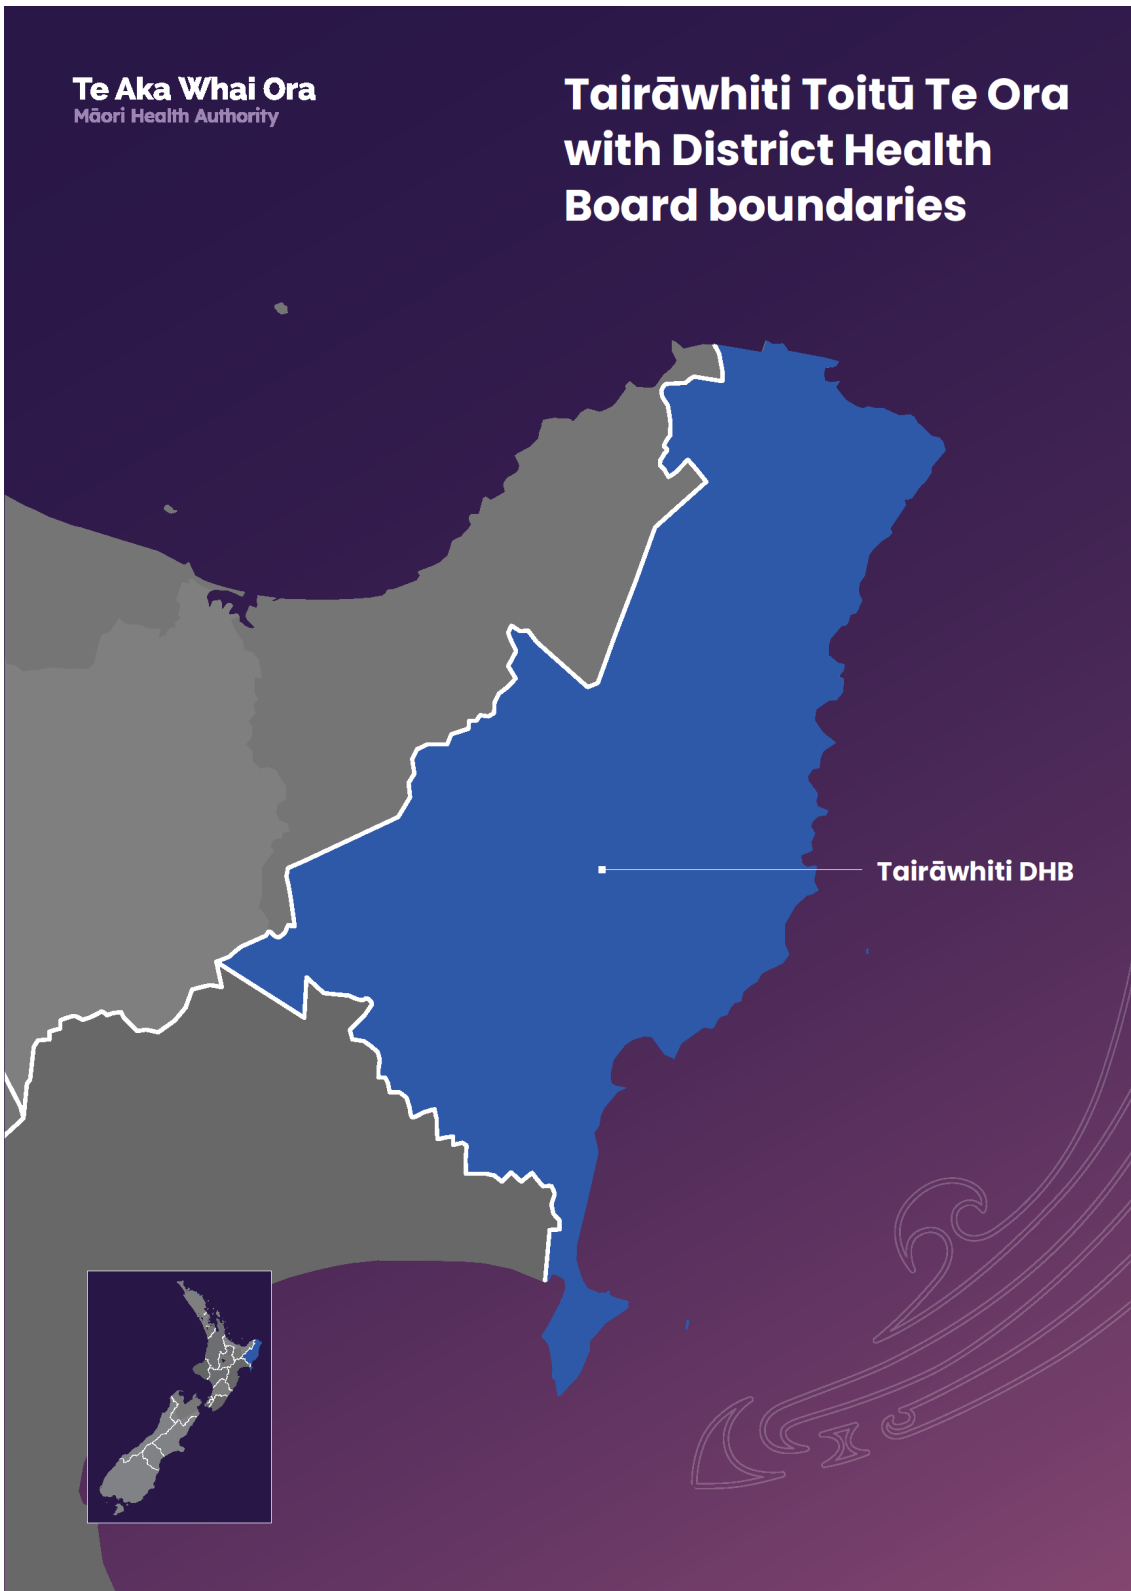 Te Aka Whai Ora
Māori Health Authority
Tairāwhiti Toitū Te Ora
with District Health
Board boundaries
Tairāwhiti DHB